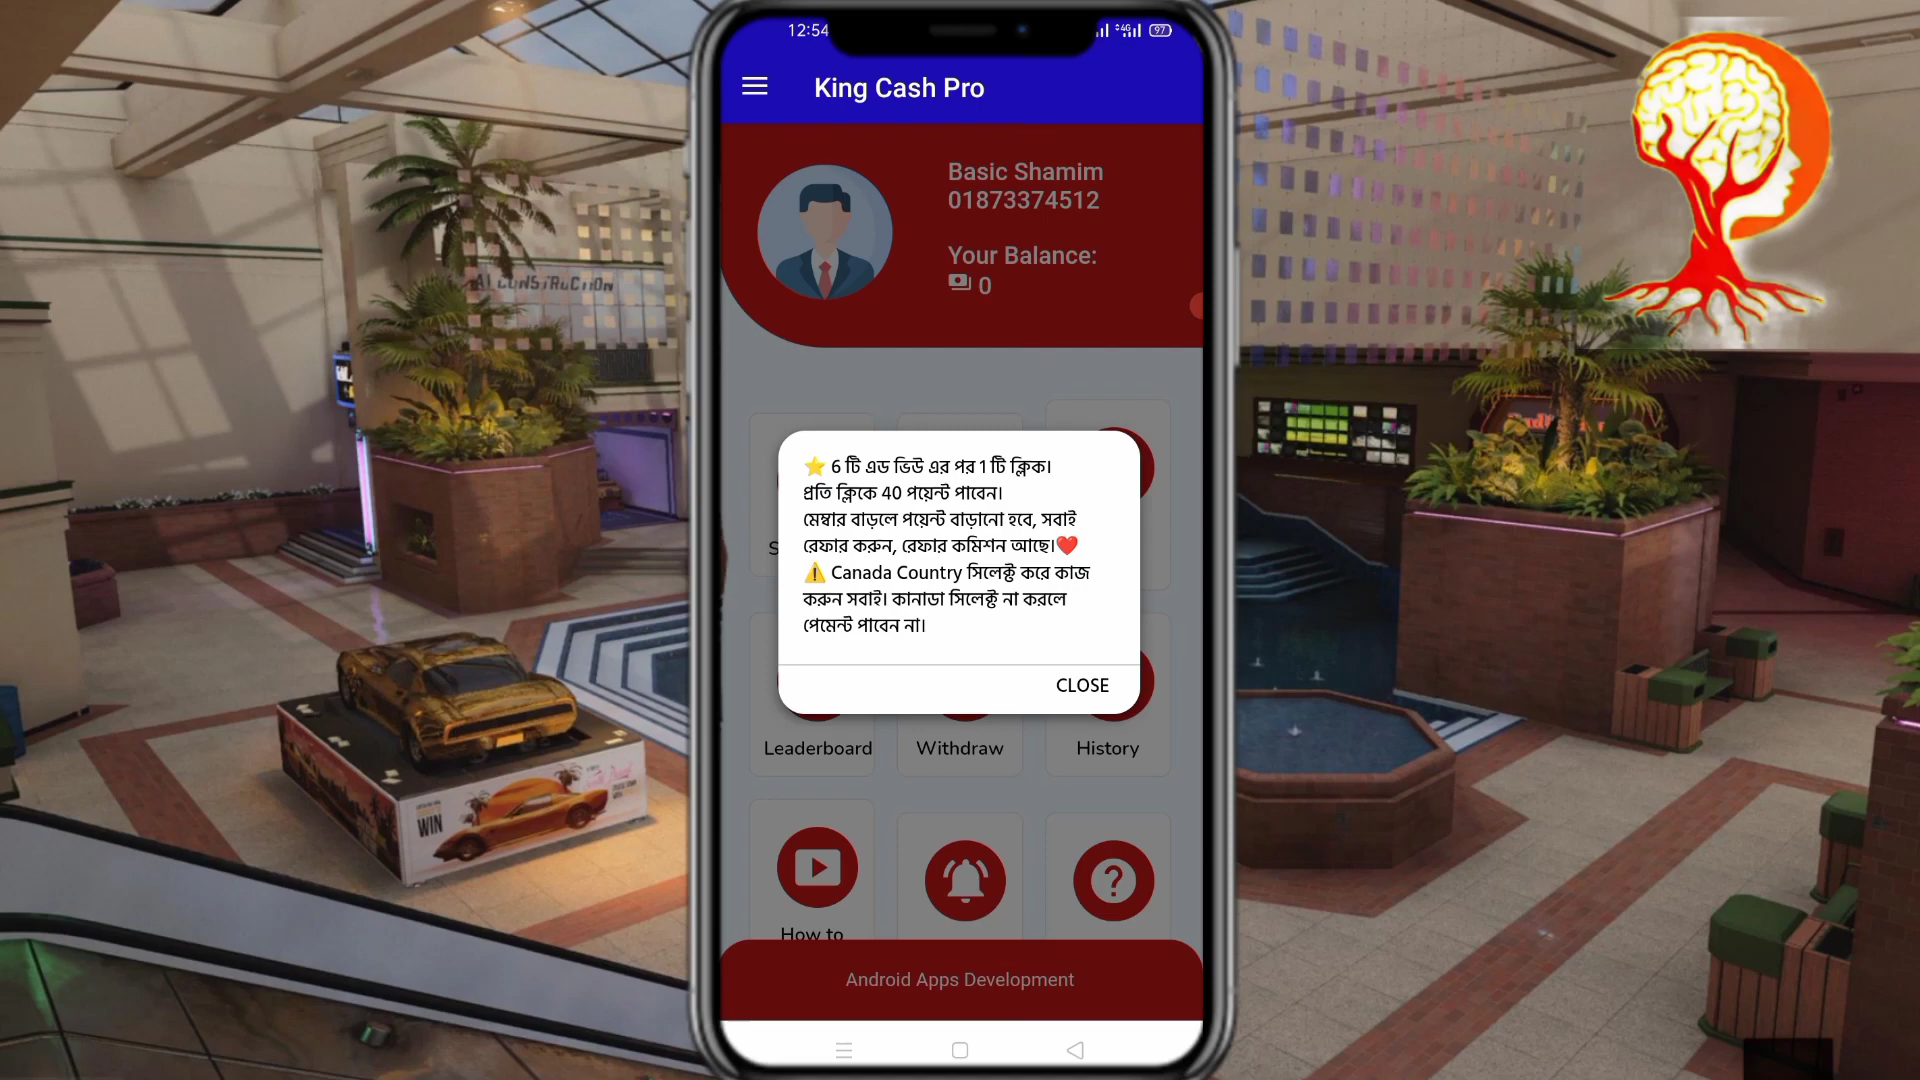 12:54
4G
97
King Cash Pro
Basic Shamim
01873374512
Your Balance:
0
⭐ 6 টি এড ভিউ এর পর 1 টি ক্লিক।
প্রতি ক্লিকে 40 পয়েন্ট পাবেন।
মেম্বার বাড়লে পয়েন্ট বাড়ানো হবে, সবাই
রেফার করুন, রেফার কমিশন আছে।❤️
⚠️ Canada Country সিলেক্ট করে কাজ
করুন সবাই। কানাডা সিলেক্ট না করলে
পেমেন্ট পাবেন না।
CLOSE
Leaderboard
Withdraw
History
How to
Android Apps Development
WIN